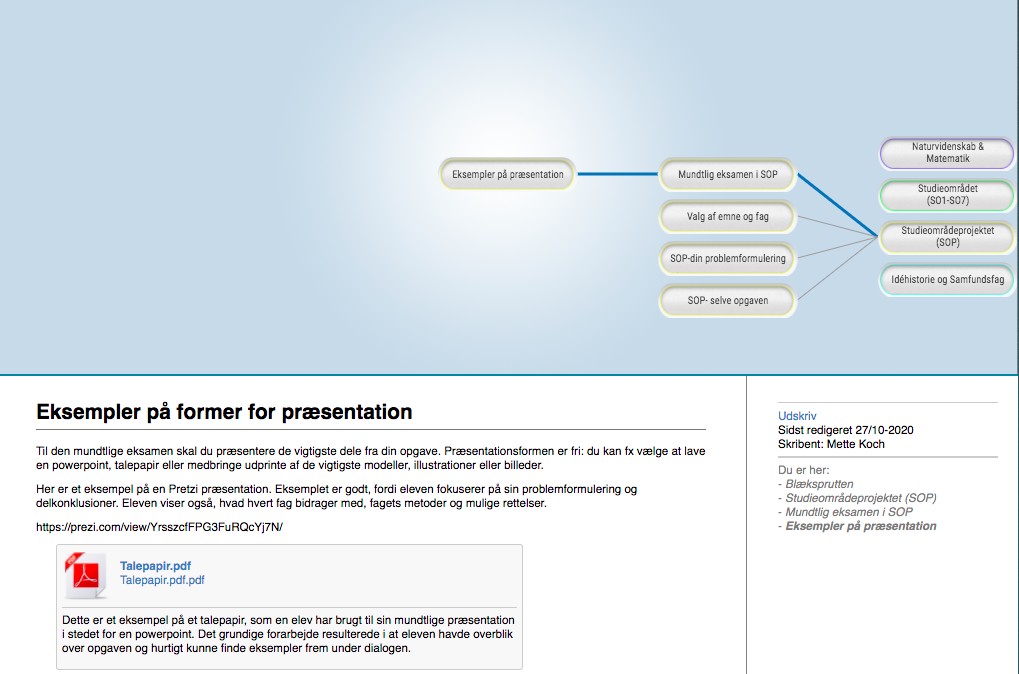 Eksempler på præsentation
Mundtlig eksamen i SOP
Valg af emne og fag
SOP-din problemformulering
SOP- selve opgaven
Naturvidenskab &
Matematik
Studieområdet
(SO1-SO7)
Studieområdeprojektet
(SOP)
Idéhistorie og Samfundsfag
Eksempler på former for præsentation
Til den mundtlige eksamen skal du præsentere de vigtigste dele fra din opgave. Præsentationsformen er fri: du kan fx vælge at lave
en powerpoint, talepapir eller medbringe udprinte af de vigtigste modeller, illustrationer eller billeder.
Her er et eksempel på en Pretzi præsentation. Eksemplet er godt, fordi eleven fokuserer på sin problemformulering og
delkonklusioner. Eleven viser også, hvad hvert fag bidrager med, fagets metoder og mulige rettelser.
https://prezi.com/view/YrsszcfFPG3FuRQcYj7N/
Talepapir.pdf
Talepapir.pdf.pdf
Dette er et eksempel på et talepapir, som en elev har brugt til sin mundtlige præsentation
i stedet for en powerpoint. Det grundige forarbejde resulterede i at eleven havde overblik
over opgaven og hurtigt kunne finde eksempler frem under dialogen.
Udskriv
Sidst redigeret 27/10-2020
Skribent: Mette Koch
Du er her:
- Blæksprutten
- Studieområdeprojektet (SOP)
- Mundtlig eksamen i SOP
- Eksempler på præsentation